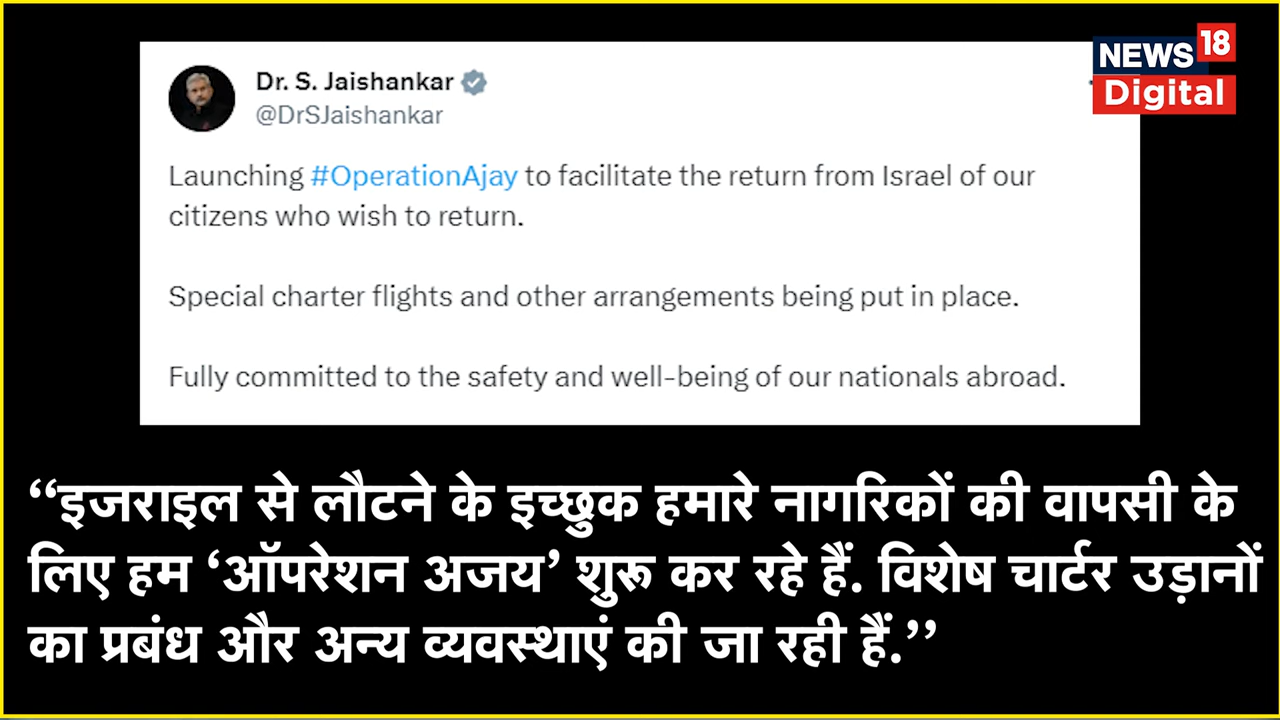 NEWS 18
Digital
Dr. S. Jaishankar
@DrSJaishankar
Launching #OperationAjay to facilitate the return from Israel of our
citizens who wish to return.
Special charter flights and other arrangements being put in place.
Fully committed to the safety and well-being of our nationals abroad.
“इजराइल से लौटने के इच्छुक हमारे नागरिकों की वापसी के
लिए हम ‘ऑपरेशन अजय’ शुरू कर रहे हैं. विशेष चार्टर उड़ानों
का प्रबंध और अन्य व्यवस्थाएं की जा रही हैं.’’